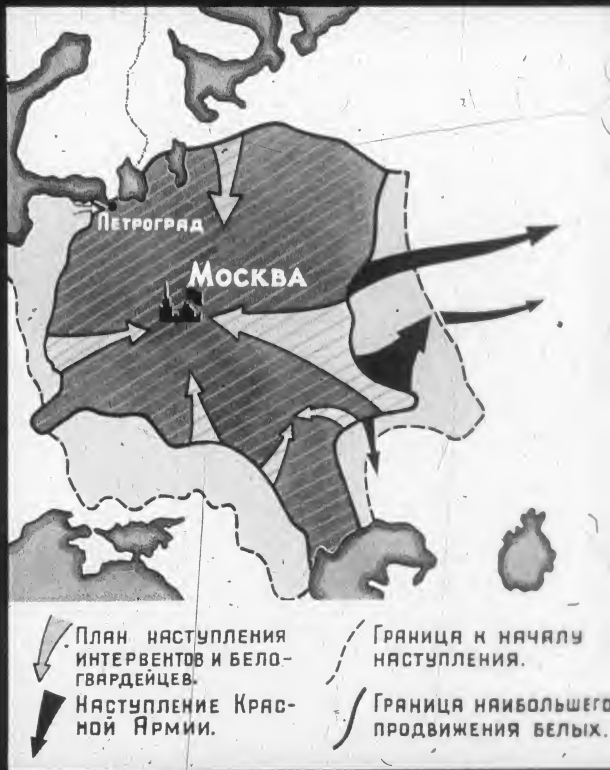 Петроград
Москва
План наступления
интервентов и бело-
гвардейцев.
Наступление Крас-
ной Армии.
Граница к началу
наступления.
Граница наибольшего
продвижения белых.